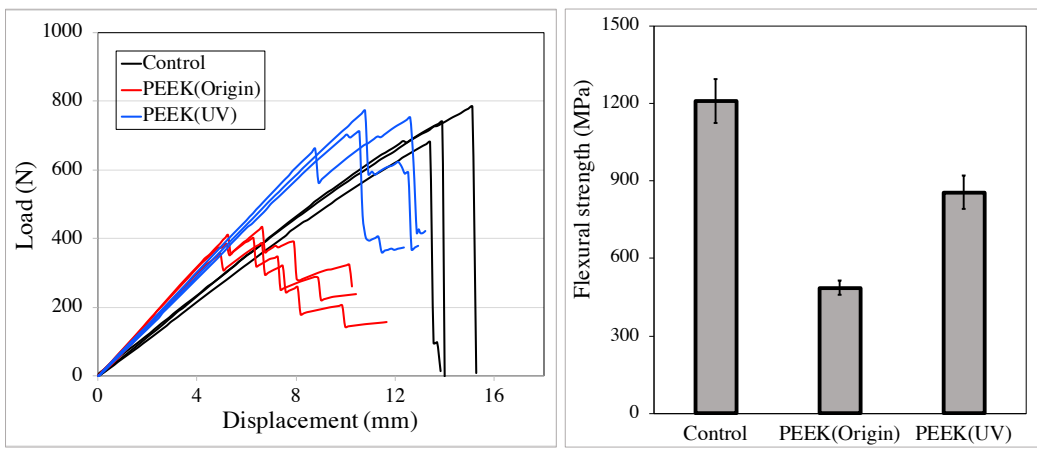 1000
800
600
400
200
0
Load (N)
Control
PEEK(Origin)
PEEK(UV)
0 4 8 12 16
Displacement (mm)
1500
1200
900
600
300
0
Flexural strength (MPa)
Control PEEK(Origin) PEEK(UV)